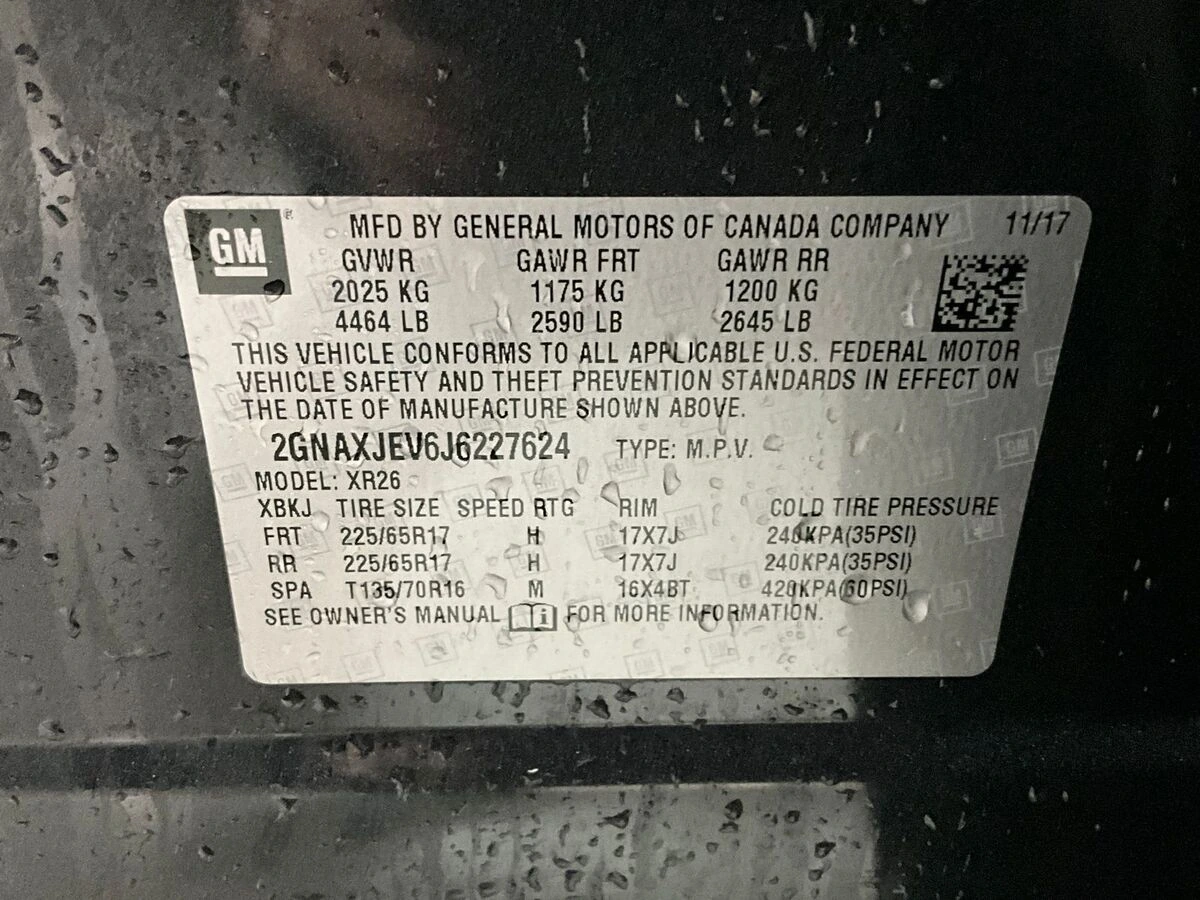 GM ® MFD BY GENERAL MOTORS OF CANADA COMPANY 11/17
GVWR GAWR FRT GAWR RR
2025 KG 1175 KG 1200 KG
4464 LB 2590 LB 2645 LB
THIS VEHICLE CONFORMS TO ALL APPLICABLE U.S. FEDERAL MOTOR
VEHICLE SAFETY AND THEFT PREVENTION STANDARDS IN EFFECT ON
THE DATE OF MANUFACTURE SHOWN ABOVE.
2GNAXJEV6J6227624 TYPE: M.P.V.
MODEL: XR26
XBKJ TIRE SIZE SPEED RTG RIM COLD TIRE PRESSURE
FRT 225/65R17 H 17X7J 240KPA(35PSI)
RR 225/65R17 H 17X7J 240KPA(35PSI)
SPA T135/70R16 M 16X4BT 420KPA(60PSI)
SEE OWNER'S MANUAL FOR MORE INFORMATION.